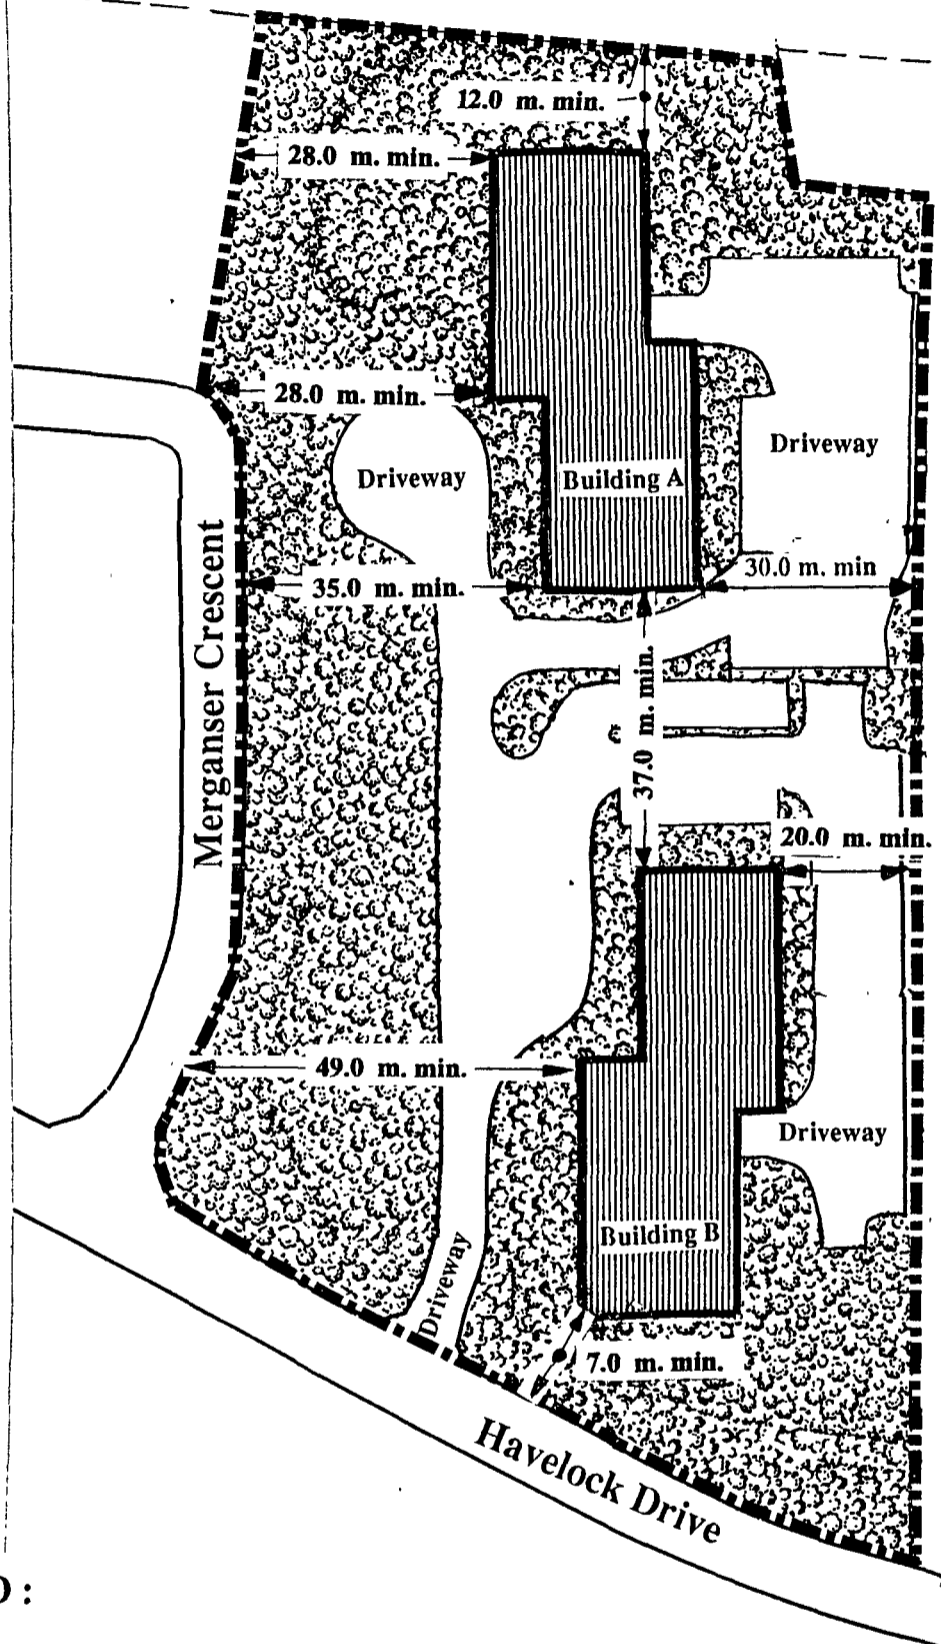 12.0 m. min.
28.0 m. min.
28.0 m. min.
Driveway
Driveway
Building A
35.0 m. min.
30.0 m. min
Merganser Crescent
37.0 m. min.
20.0 m. min.
49.0 m. min.
Driveway
Building B
Driveway
7.0 m. min.
Havelock Drive
: